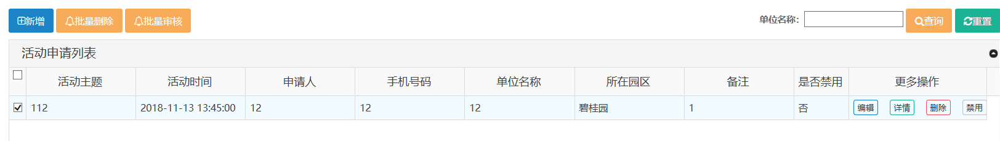 新增 批量删除 批量审核 单位名称： 查询 重置
活动申请列表
活动主题 活动时间 申请人 手机号码 单位名称 所在园区 备注 是否禁用 更多操作
112 2018-11-13 13:45:00 12 12 12 碧桂园 1 否 编辑 详情 删除 禁用